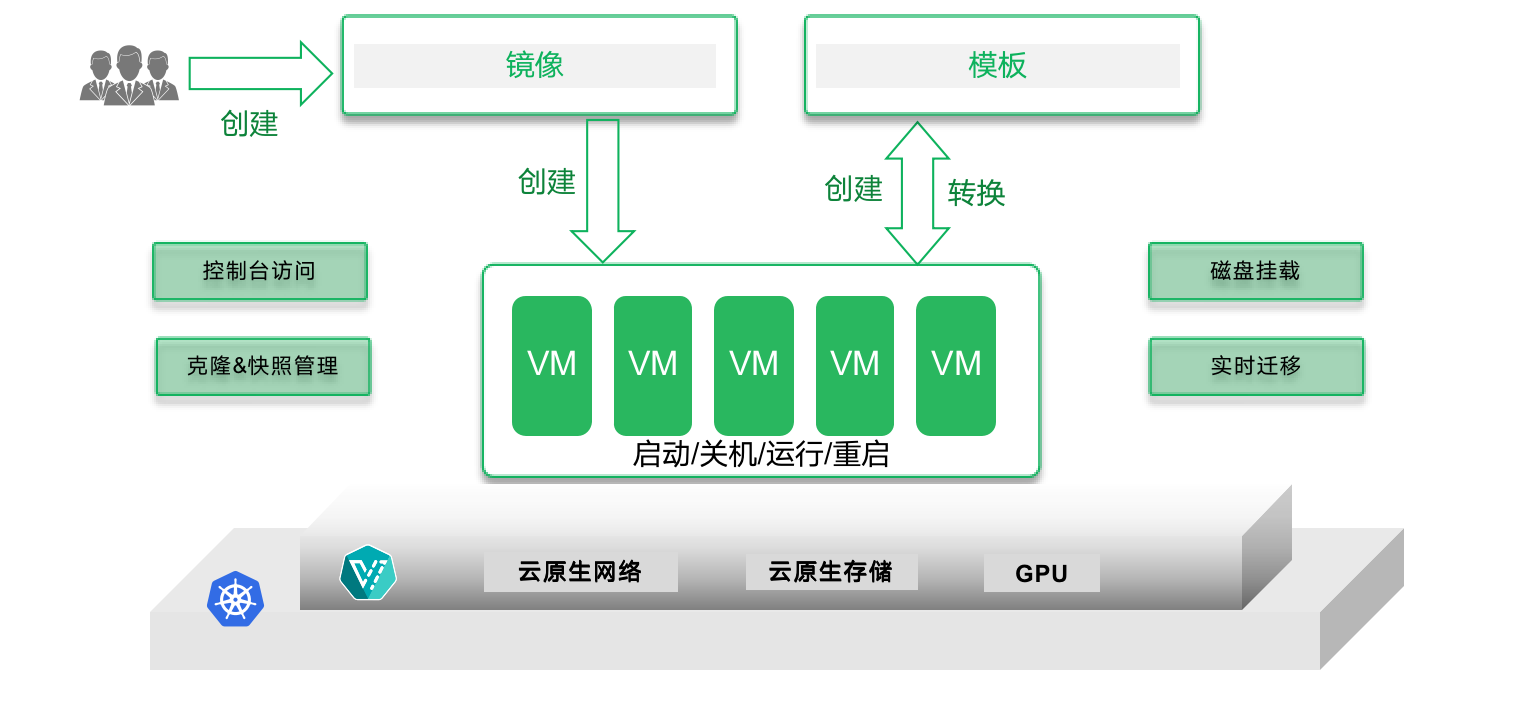 镜像
模板
创建
创建
创建
转换
控制台访问
磁盘挂载
克隆&快照管理
实时迁移
VM
VM
VM
VM
VM
启动/关机/运行/重启
云原生网络
云原生存储
GPU